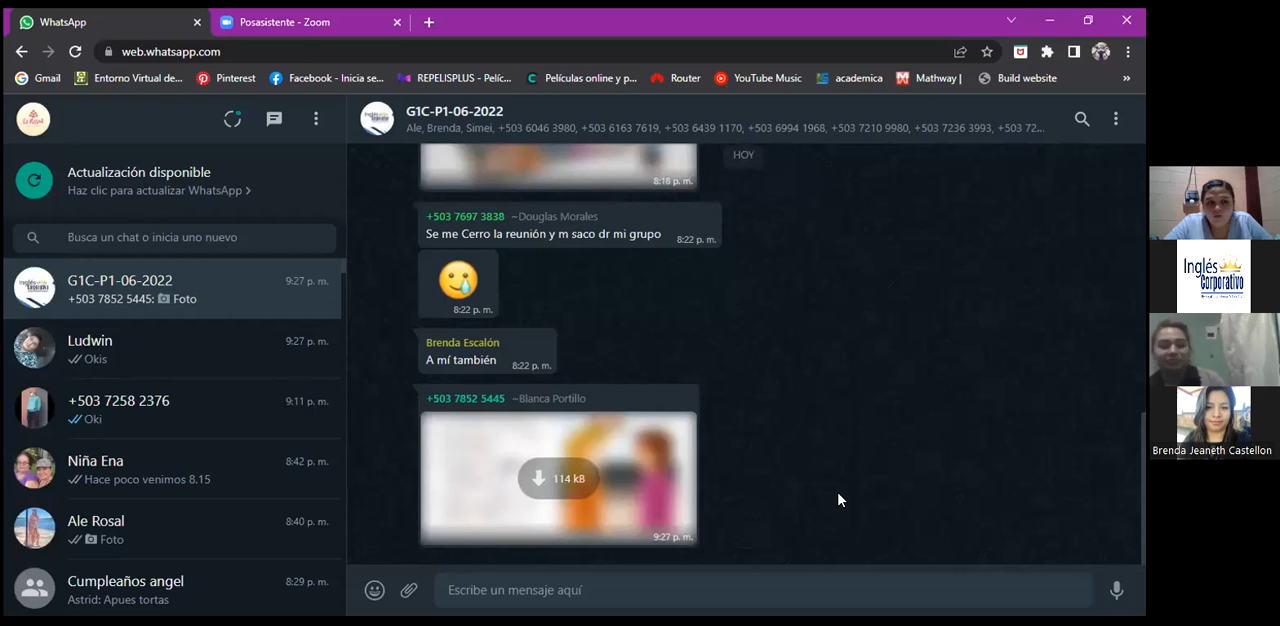 WhatsApp
Posasistente - Zoom
web.whatsapp.com
Gmail
Entorno Virtual de...
Pinterest
Facebook - Inicia se...
REPELISPLUS - Pelíc...
Películas online y p...
Router
YouTube Music
academica
Mathway |
Build website
»
G1C-P1-06-2022
Ale, Brenda, Simei, +503 6046 3980, +503 6163 7619, +503 6439 1170, +503 6994 1968, +503 7210 9980, +503 7236 3993, +503 72...
Actualización disponible
Haz clic para actualizar WhatsApp >
Busca un chat o inicia uno nuevo
G1C-P1-06-2022 9:27 p. m.
+503 7852 5445: Foto
Ludwin 9:27 p. m.
Okis
+503 7258 2376 9:11 p. m.
Oki
Niña Ena 8:42 p. m.
Hace poco venimos 8.15
Ale Rosal 8:40 p. m.
Foto
Cumpleaños angel 8:29 p. m.
Astrid: Apues tortas
HOY
8:18 p. m.
+503 7697 3838 ~Douglas Morales
Se me Cerro la reunión y m saco dr mi grupo 8:22 p. m.
8:22 p. m.
Brenda Escalón
A mí también 8:22 p. m.
+503 7852 5445 ~Blanca Portillo
114 kB
9:27 p. m.
Escribe un mensaje aquí
Inglés
Corporativo
Brenda Jeaneth Castellon